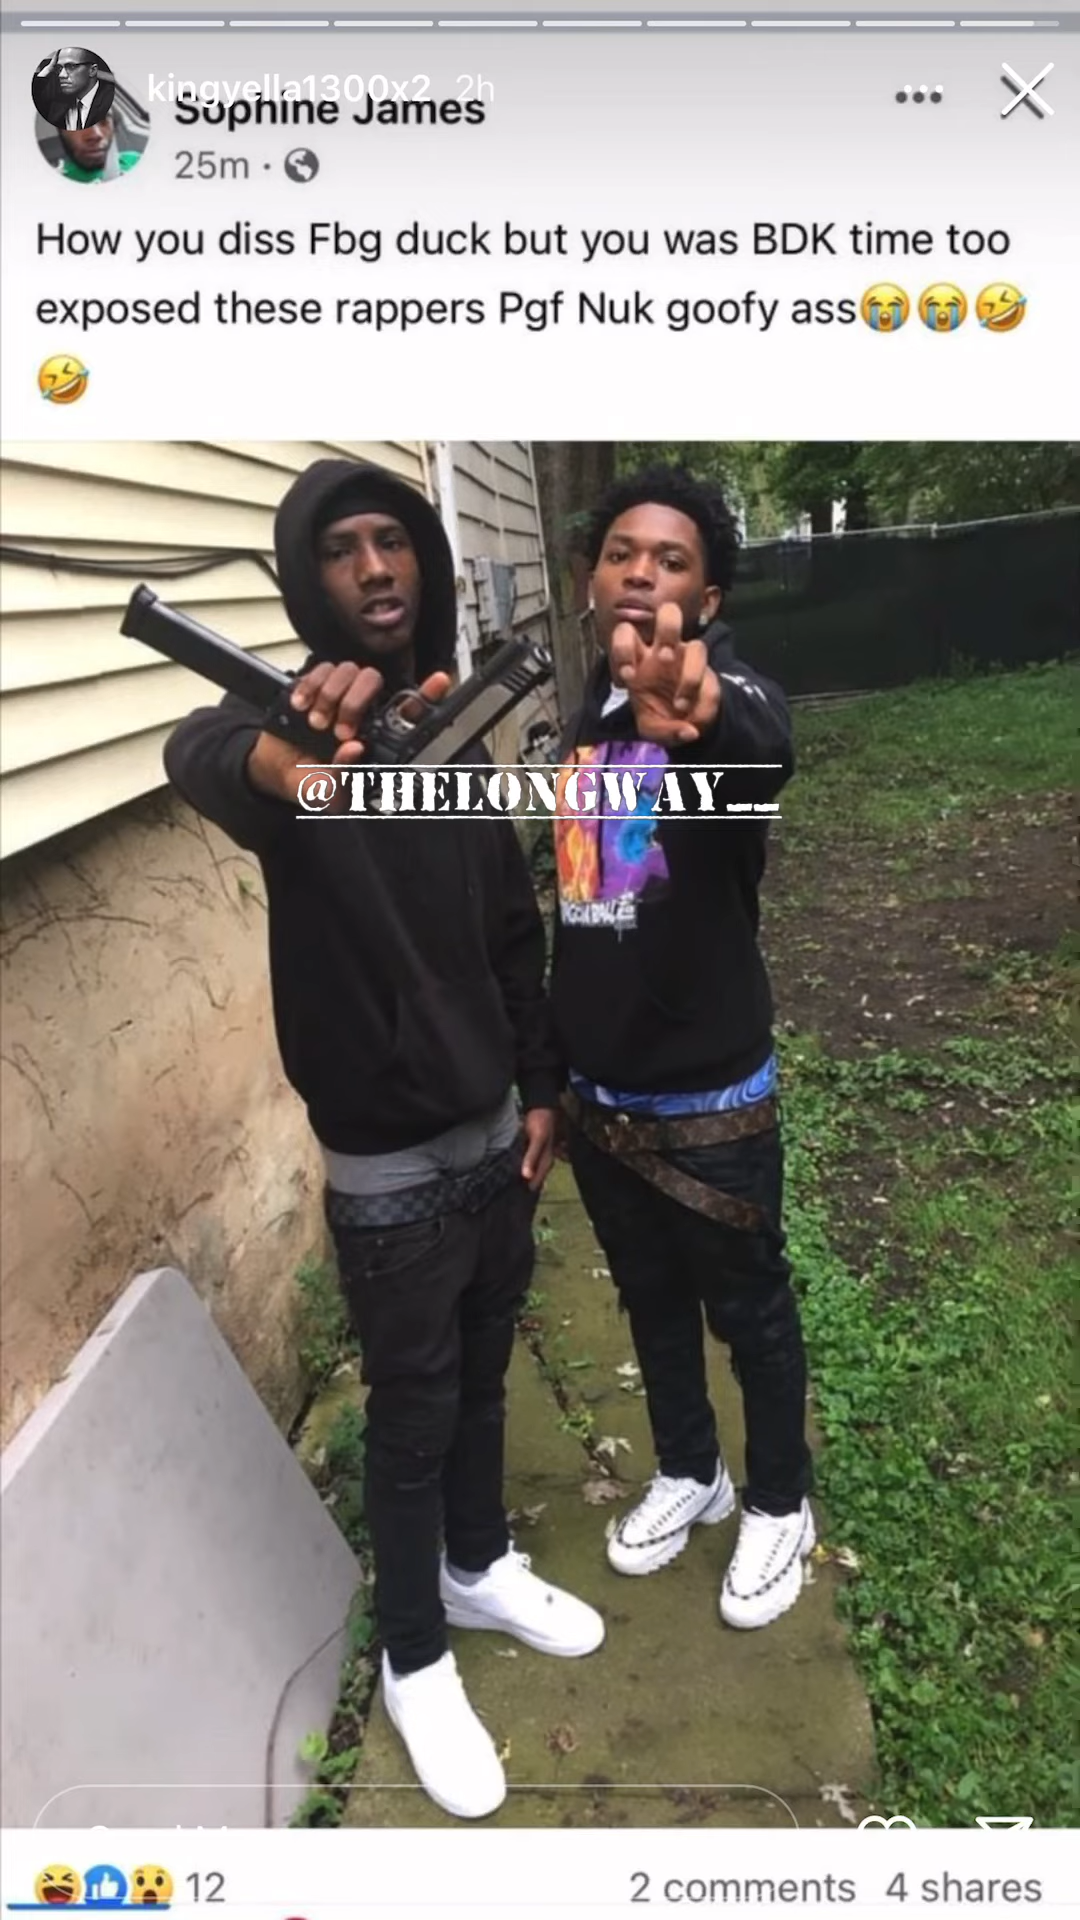 kingyella1300x2 2h
Sophine James
25m
How you diss Fbg duck but you was BDK time too
exposed these rappers Pgf Nuk goofy ass😭😭🤣
🤣
@THELONGWAY__
12
2 comments 4 shares